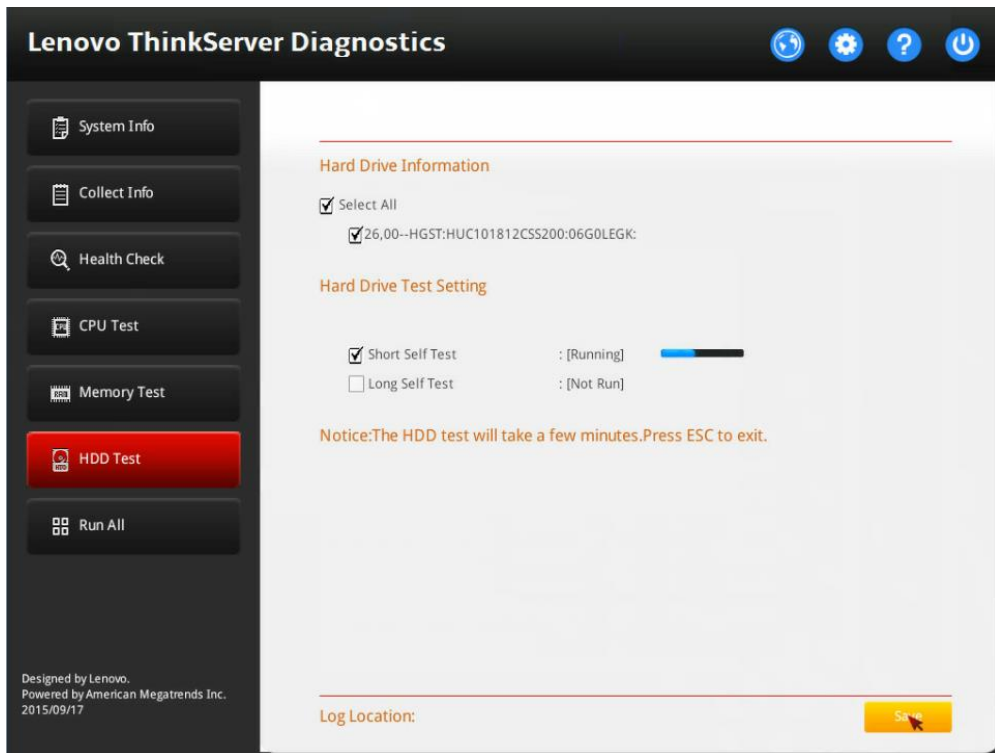 Lenovo ThinkServer Diagnostics
System Info
Collect Info
Health Check
CPU Test
Memory Test
HDD Test
Run All
Designed by Lenovo.
Powered by American Megatrends Inc.
2015/09/17
Hard Drive Information
Select All
26,00--HGST:HUC101812CSS200:06G0LEGK:
Hard Drive Test Setting
Short Self Test : [Running]
Long Self Test : [Not Run]
Notice:The HDD test will take a few minutes.Press ESC to exit.
Log Location:
Save